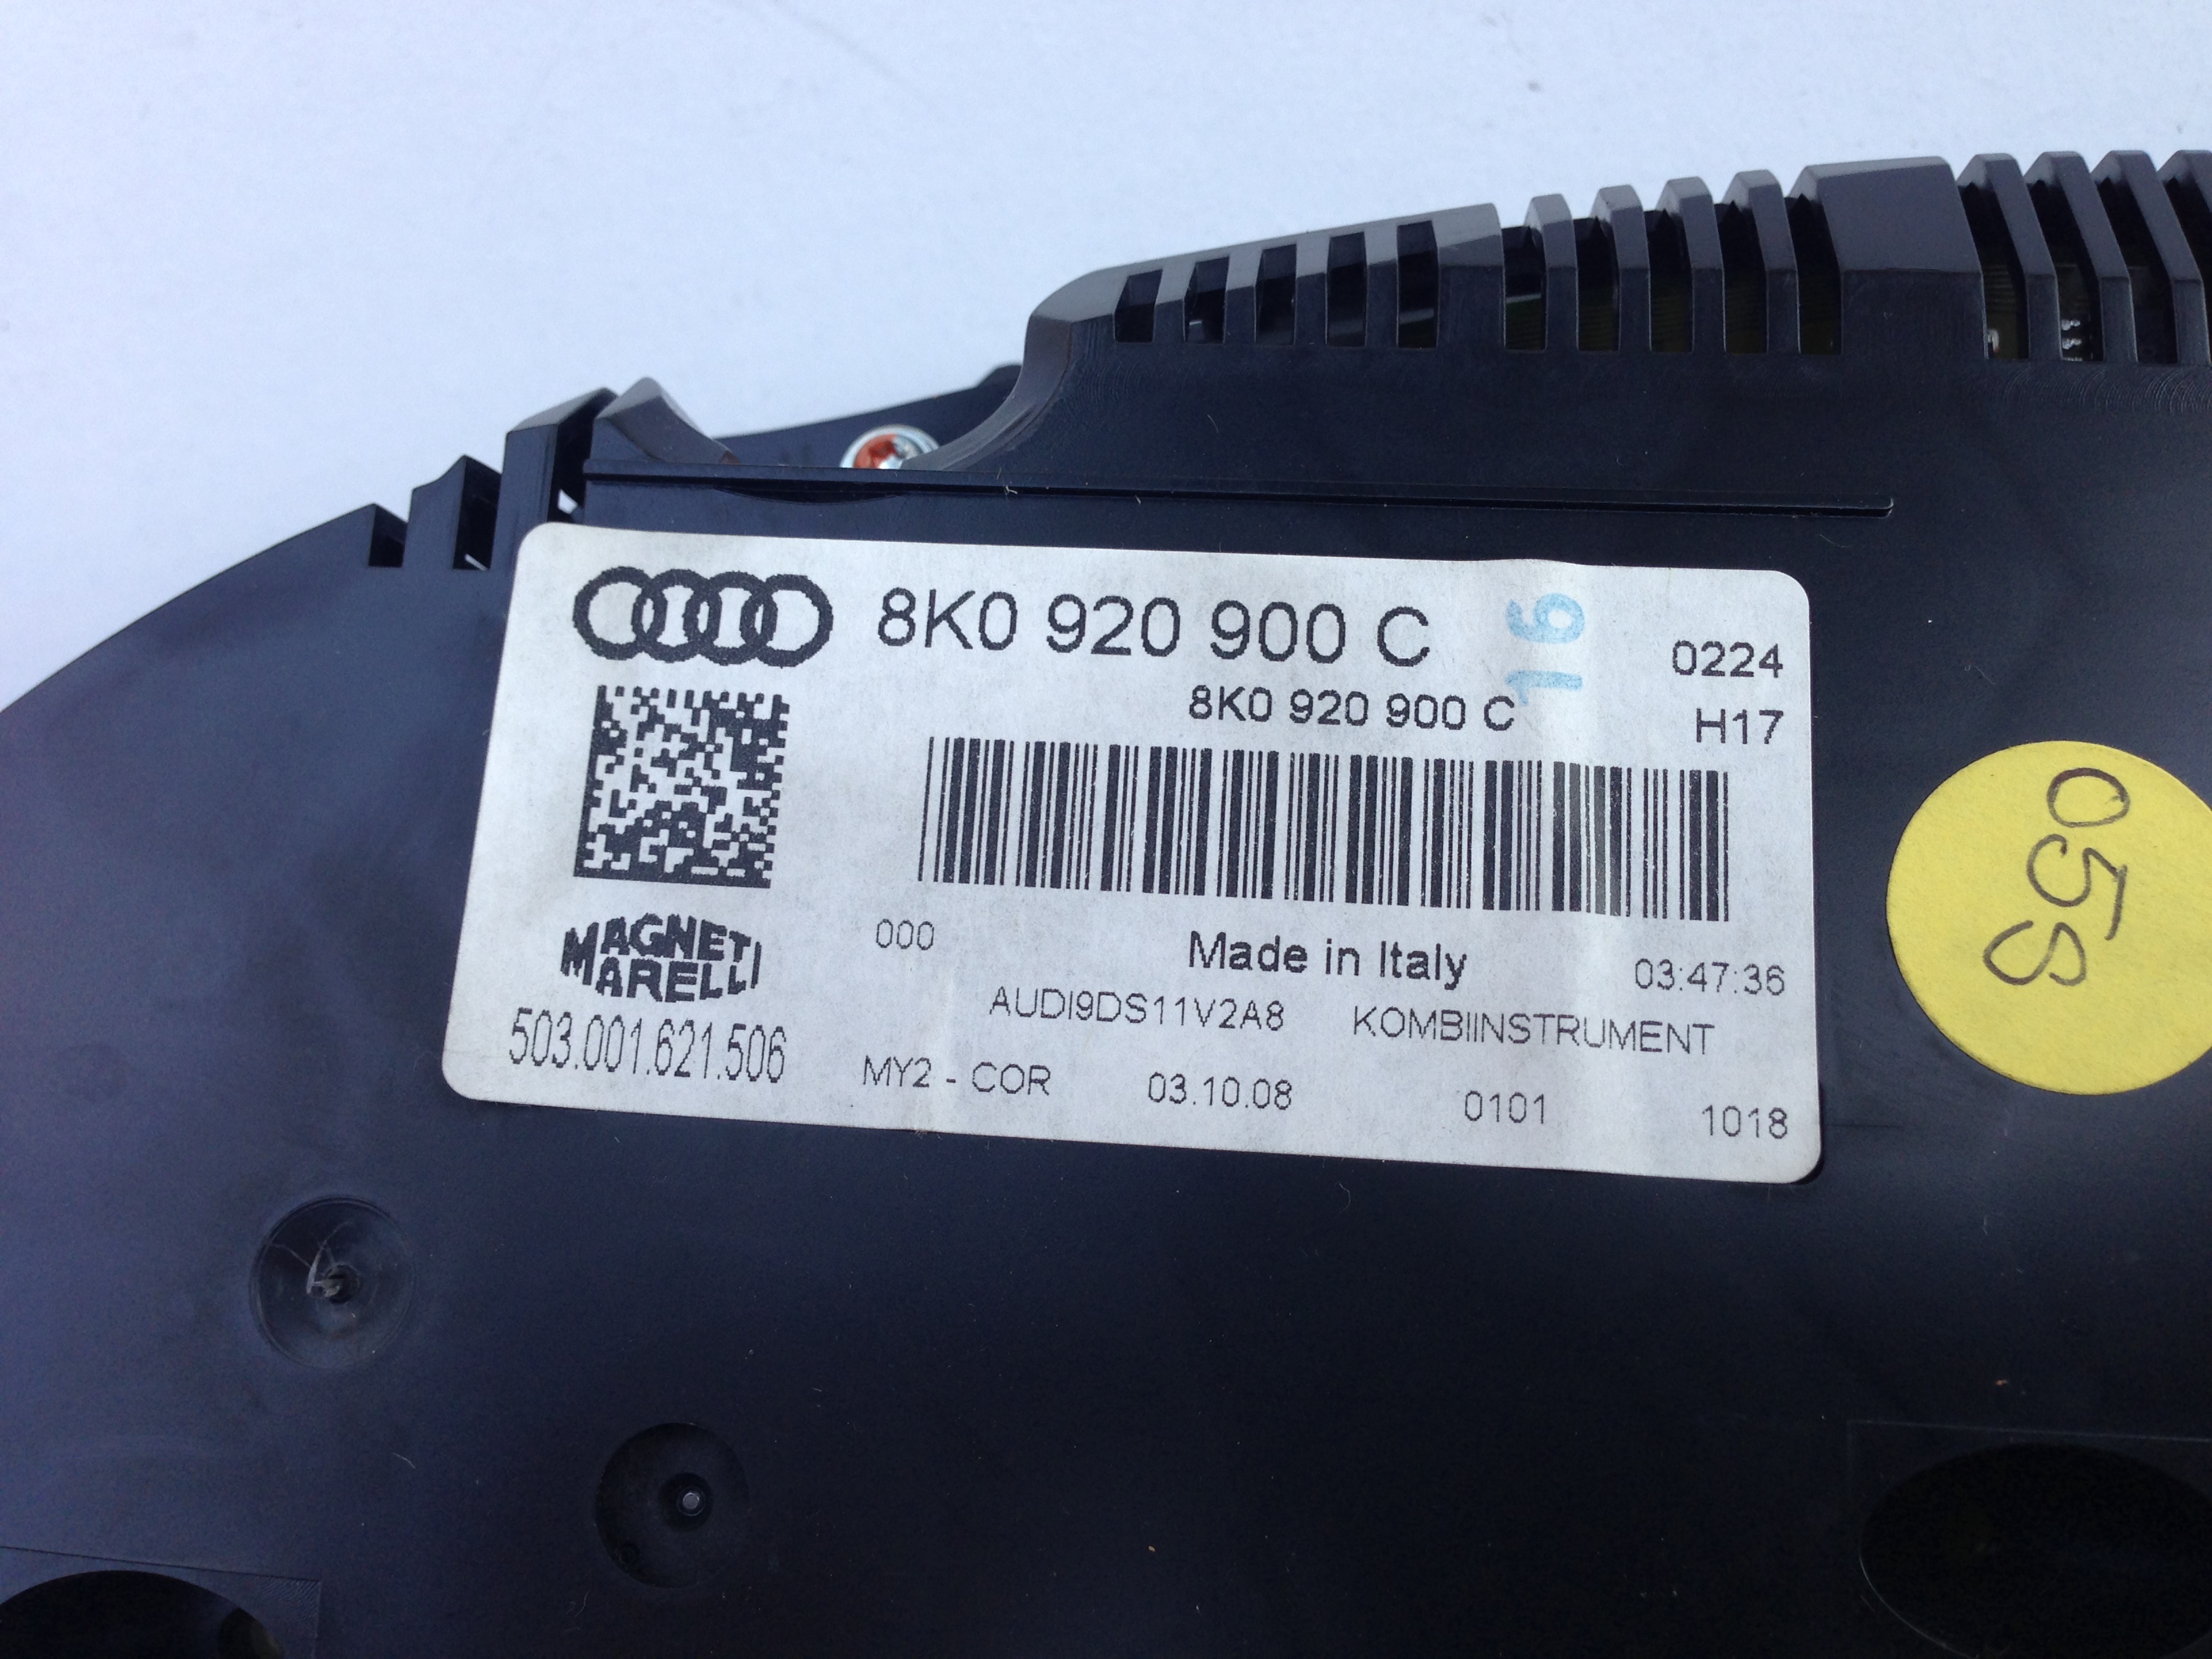 8K0 920 900 C
16
0224
8K0 920 900 C
H17
000
Made in Italy
03:47:36
MAGNETI
MARELLI
AUDI9DS11V2A8 KOMBIINSTRUMENT
503.001.621.506
MY2 - COR 03.10.08 0101 1018
058